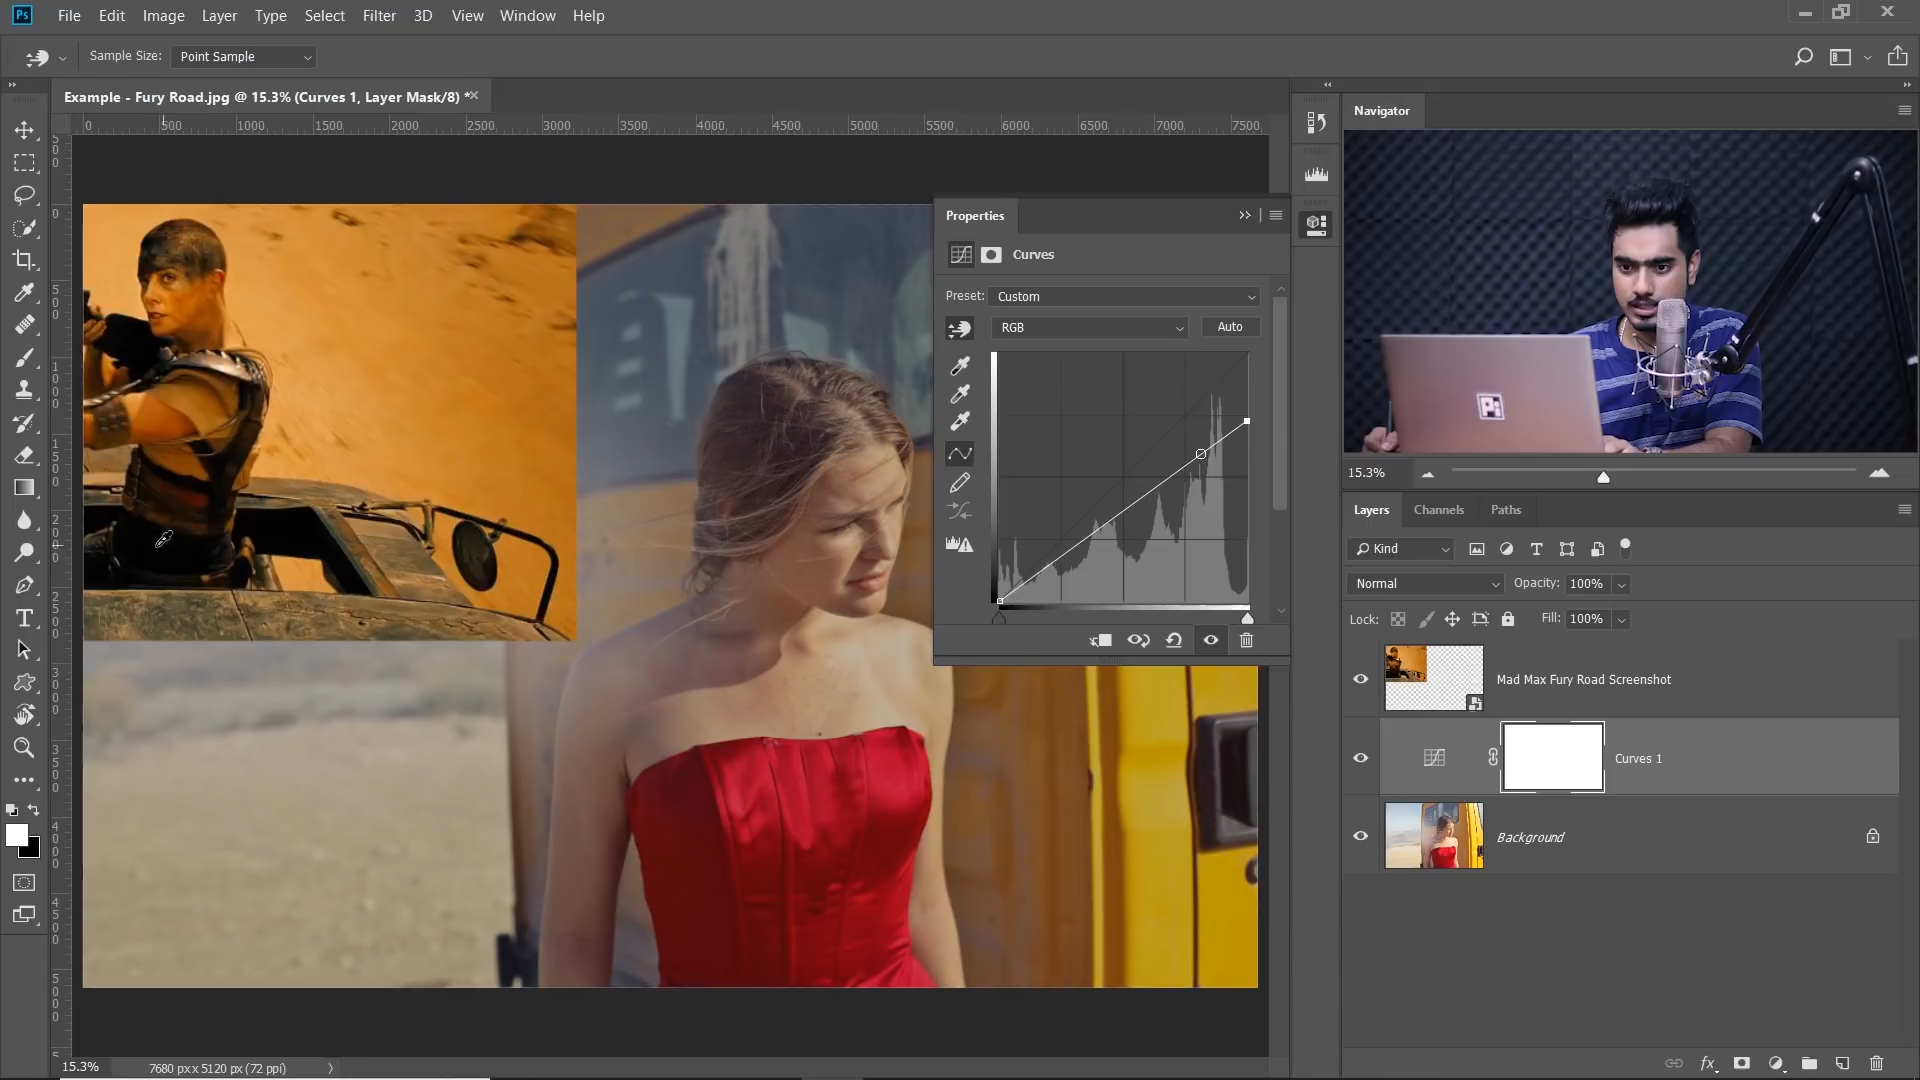 Ps File Edit Image Layer Type Select Filter 3D View Window Help
Sample Size: Point Sample
Example - Fury Road.jpg @ 15.3% (Curves 1, Layer Mask/8) *
0 500 1000 1500 2000 2500 3000 3500 4000 4500 5000 5500 6000 6500 7000 7500
Navigator
Properties
Curves
Preset: Custom
RGB Auto
Pi
15.3%
Layers Channels Paths
Kind
Normal Opacity: 100%
Lock: Fill: 100%
Mad Max Fury Road Screenshot
Curves 1
Background
fx
15.3% 7680 px x 5120 px (72 ppi)